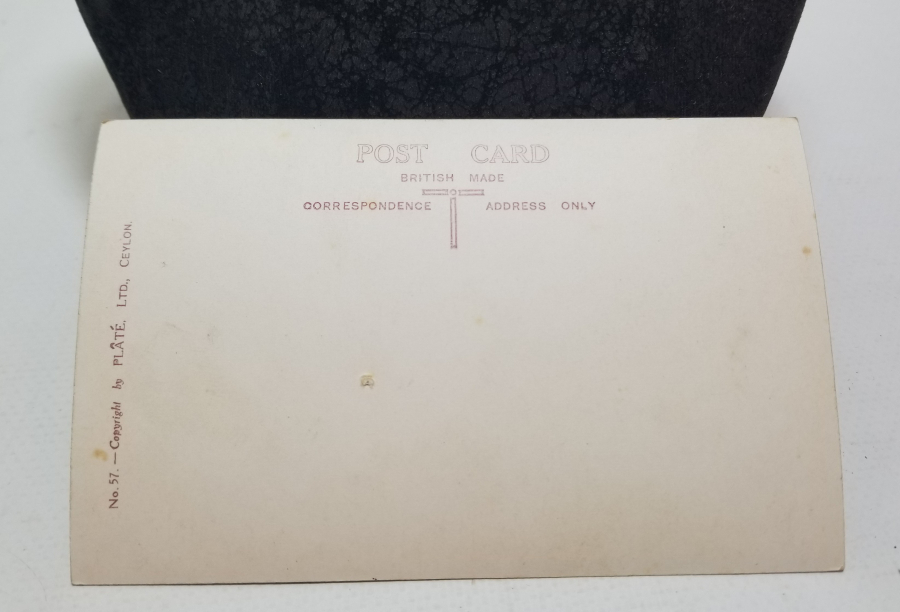 POST CARD
BRITISH MADE
CORRESPONDENCE ADDRESS ONLY
No. 57. — Copyright by PLÂTÉ, LTD., CEYLON.